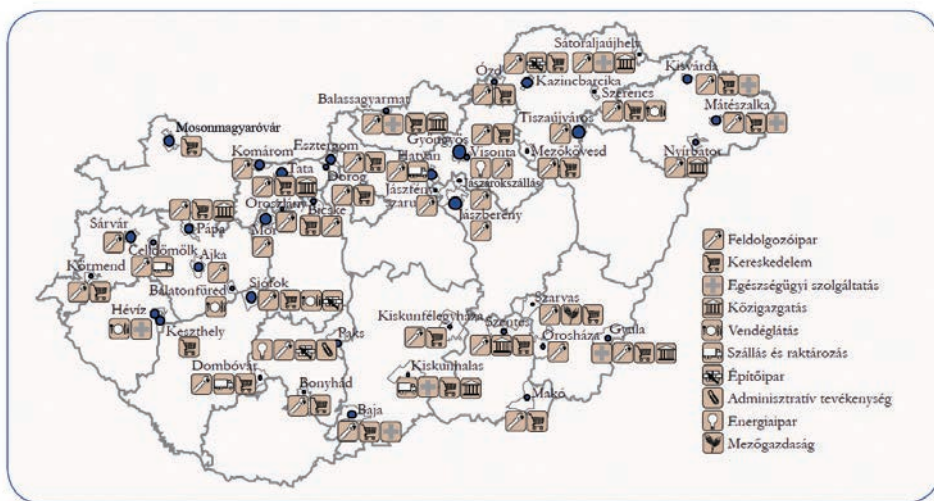 Sátoraljaújhely
Ózd
Kazincbarcika
Kisvárda
Szerencs
Balassagyarmat
Mátészalka
Tiszaújváros
Gyöngyös
Mosonmagyaróvár
Esztergom
Visonta
Komárom
Hatvan
Mezőkövesd
Nyírbátor
Tata
Dorog
Jászárokszállás
Jászfény
szaru
Oroszlány
Bicske
Jászberény
Mór
Pápa
Sárvár
Celldömölk
Ajka
Körmend
Balatonfüred
Siófok
Hévíz
Keszthely
Kiskunfélegyháza
Szarvas
Szentes
Orosháza
Gyula
Paks
Dombóvár
Kiskunhalas
Bonyhád
Makó
Baja
Feldolgozóipar
Kereskedelem
Egészségügyi szolgáltatás
Közigazgatás
Vendéglátás
Szállás és raktározás
Építőipar
Adminisztratív tevékenység
Energiaipar
Mezőgazdaság